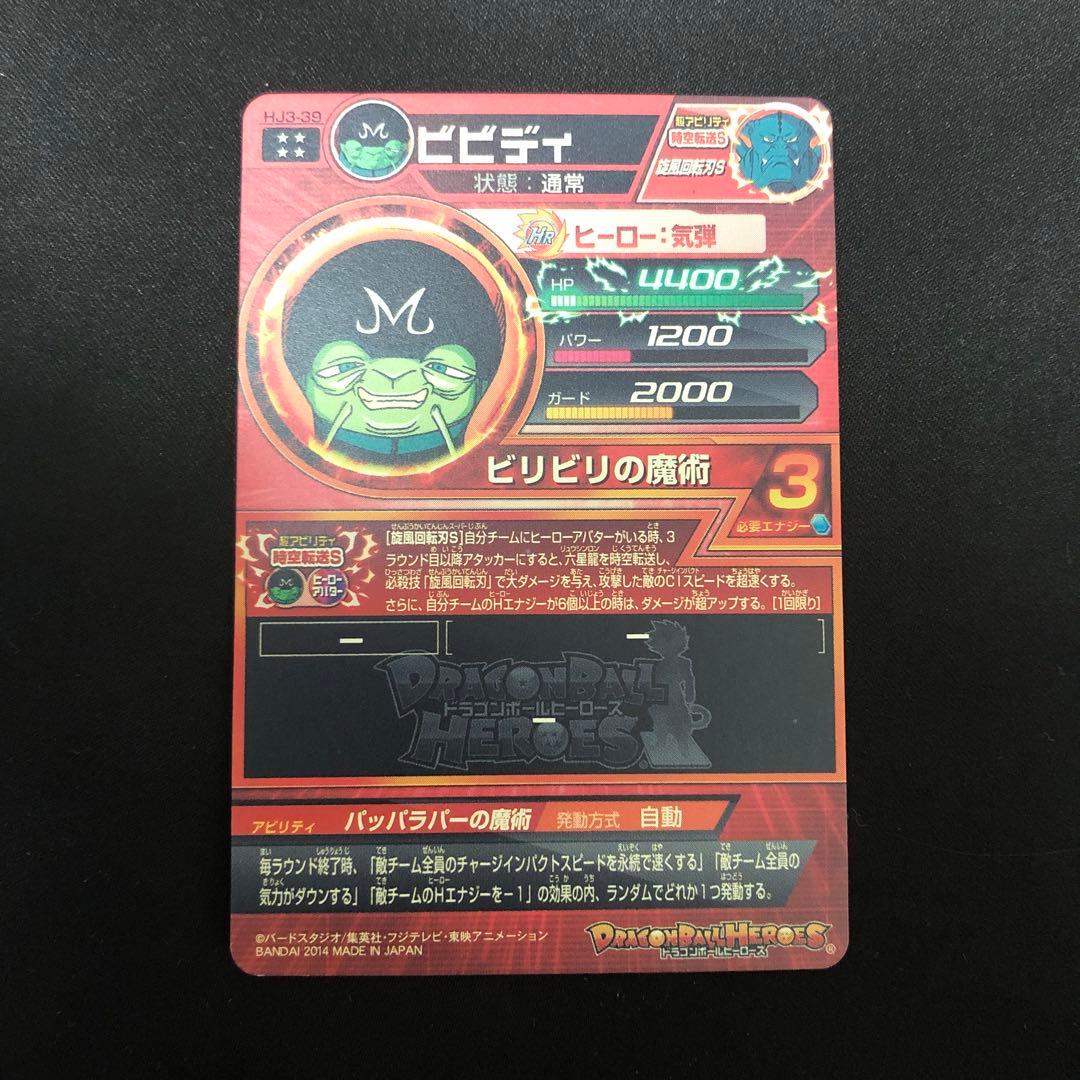 HJ3-39
ビビディ
状態:通常
超アビリティ
時空転送S
旋風回転刃S
HR ヒーロー:気弾
HP 4400
パワー 1200
ガード 2000
ビリビリの魔術
3
必要エナジー
超アビリティ
時空転送S
ヒーロー
アバター
[旋風回転刃S]自分チームにヒーローアバターがいる時、3
ラウンド目以降アタッカーにすると、六星龍を時空転送し、
必殺技「旋風回転刃」で大ダメージを与え、攻撃した敵のCIスピードを超速くする。
さらに、自分チームのHエナジーが6個以上の時は、ダメージが超アップする。[1回限り]
ー
ー
DRAGONBALL
ドラゴンボールヒーローズ
HEROES
ー
アビリティ パッパラパーの魔術 発動方式 自動
毎ラウンド終了時、「敵チーム全員のチャージインパクトスピードを永続で速くする」「敵チーム全員の
気力がダウンする」「敵チームのHエナジーを-1」の効果の内、ランダムでどれか1つ発動する。
©バードスタジオ/集英社・フジテレビ・東映アニメーション
BANDAI 2014 MADE IN JAPAN
DRAGONBALL HEROES
ドラゴンボールヒーローズ